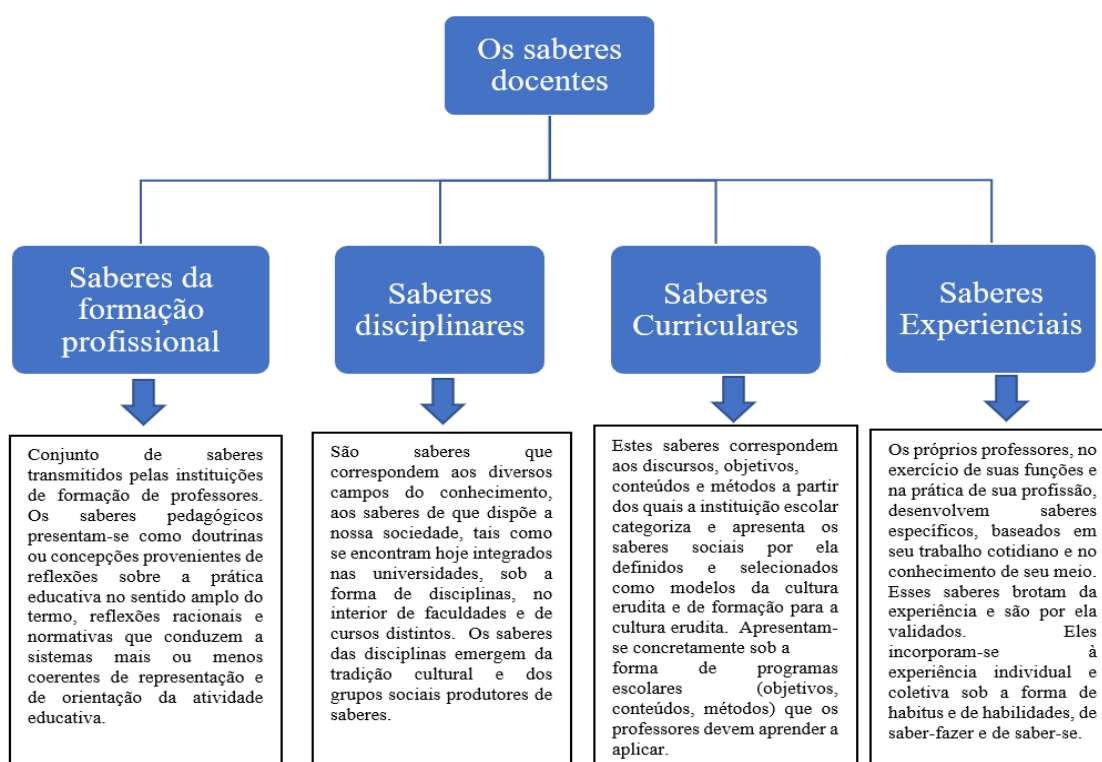 Os saberes
docentes
Saberes da
formação
profissional
Saberes
disciplinares
Saberes
Curriculares
Saberes
Experienciais
Conjunto de saberes
transmitidos pelas instituições
de formação de professores.
Os saberes pedagógicos
presentam-se como doutrinas
ou concepções provenientes de
reflexões sobre a prática
educativa no sentido amplo do
termo, reflexões racionais e
normativas que conduzem a
sistemas mais ou menos
coerentes de representação e
de orientação da atividade
educativa.
São saberes que
correspondem aos diversos
campos do conhecimento,
aos saberes de que dispõe a
nossa sociedade, tais como
se encontram hoje integrados
nas universidades, sob a
forma de disciplinas, no
interior de faculdades e de
cursos distintos. Os saberes
das disciplinas emergem da
tradição cultural e dos
grupos sociais produtores de
saberes.
Estes saberes correspondem
aos discursos, objetivos,
conteúdos e métodos a partir
dos quais a instituição escolar
categoriza e apresenta os
saberes sociais por ela
definidos e selecionados
como modelos da cultura
erudita e de formação para a
cultura erudita. Apresentam-
se concretamente sob a
forma de programas
escolares (objetivos,
conteúdos, métodos) que os
professores devem aprender a
aplicar.
Os próprios professores, no
exercício de suas funções e
na prática de sua profissão,
desenvolvem saberes
específicos, baseados em
seu trabalho cotidiano e no
conhecimento de seu meio.
Esses saberes brotam da
experiência e são por ela
validados. Eles
incorporam-se à
experiência individual e
coletiva sob a forma de
habitus e de habilidades, de
saber-fazer e de saber-se.